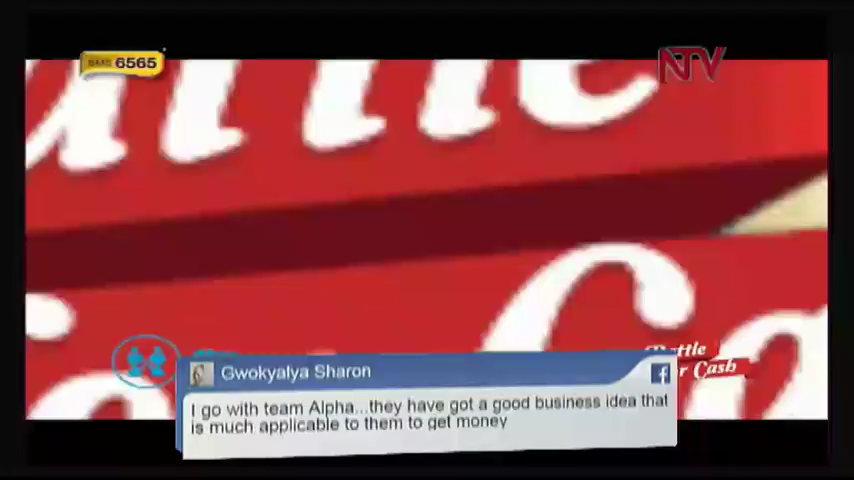 SMS 6565
NTV
Battle
Gwokyalya Sharon
Cash
I go with team Alpha...they have got a good business idea that
is much applicable to them to get money